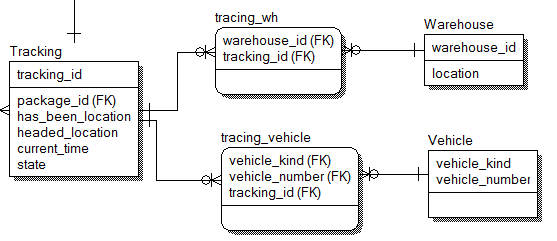 tracing_wh
warehouse_id (FK)
tracking_id (FK)
Warehouse
warehouse_id
location
Tracking
tracking_id
package_id (FK)
has_been_location
headed_location
current_time
state
tracing_vehicle
vehicle_kind (FK)
vehicle_number (FK)
tracking_id (FK)
Vehicle
vehicle_kind
vehicle_number